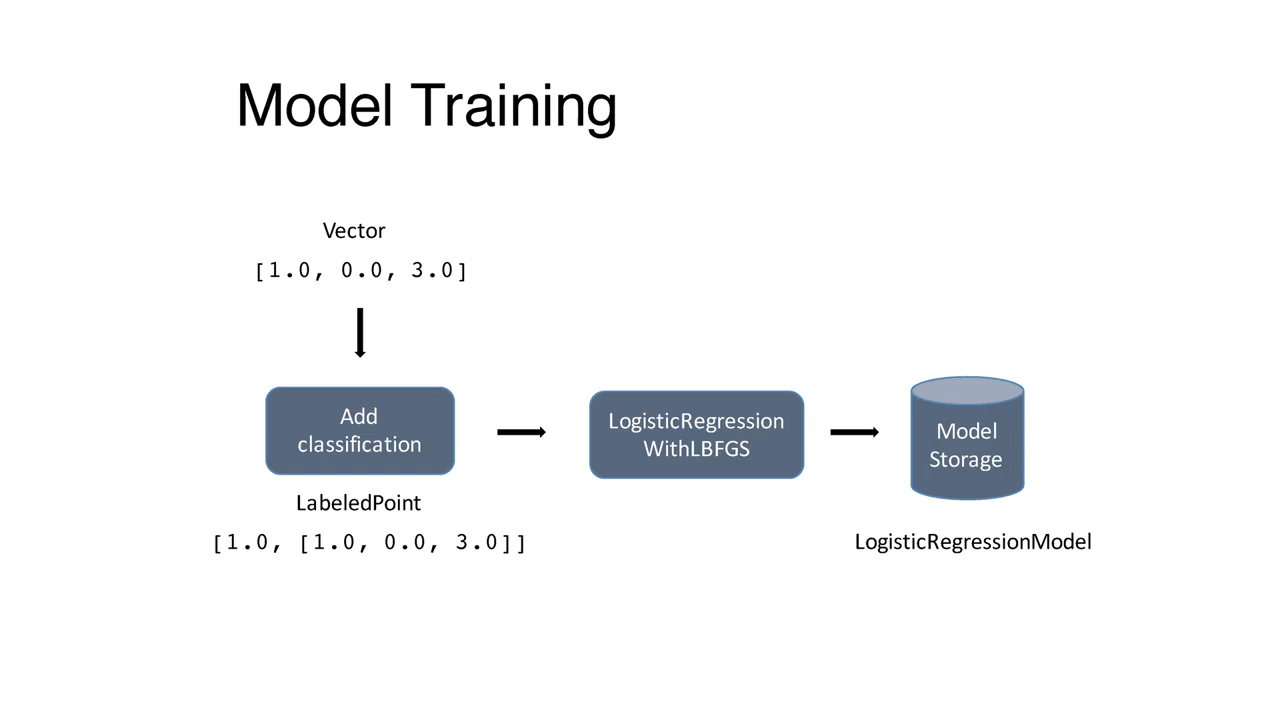 Model Training
Vector
[1.0, 0.0, 3.0]
Add
classification
LabeledPoint
[1.0, [1.0, 0.0, 3.0]]
LogisticRegression
WithLBFGS
Model
Storage
LogisticRegressionModel